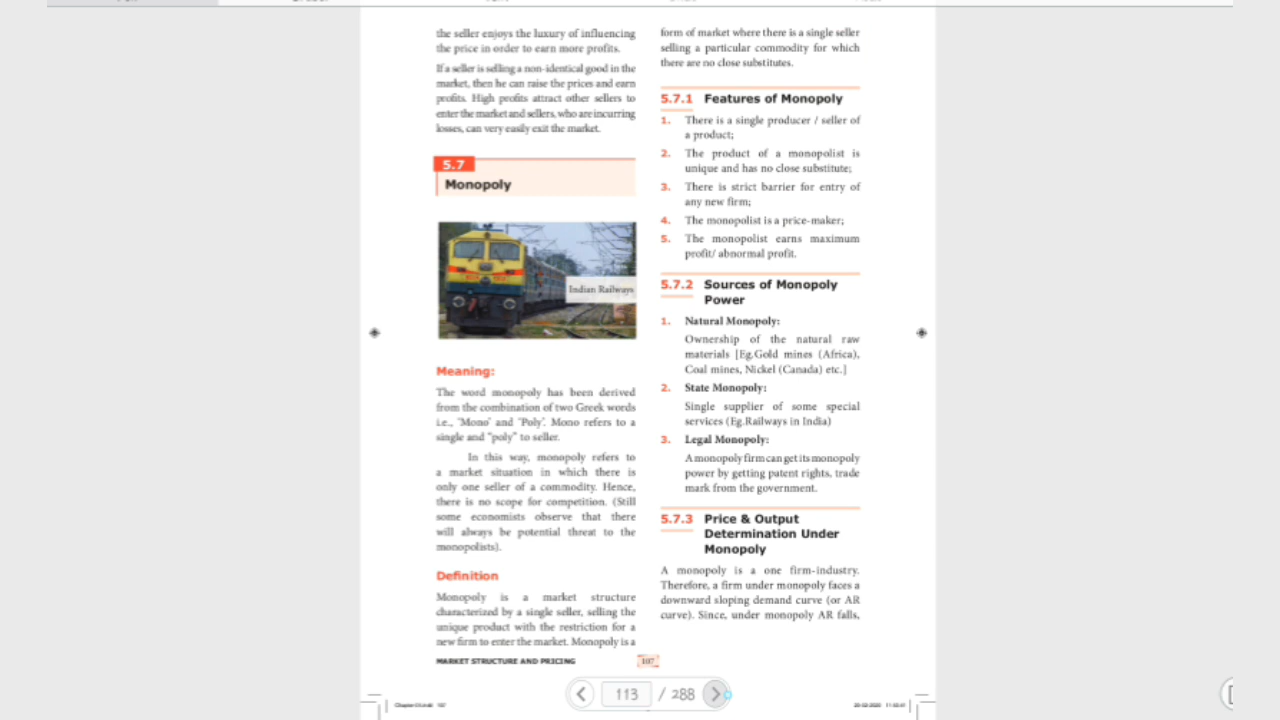 the seller enjoys the luxury of influencing
the price in order to earn more profits.
If a seller is selling a non-identical good in the
market, then he can raise the prices and earn
profits. High profits attract other sellers to
enter the market and sellers, who are incurring
losses, can very easily exit the market.
5.7
Monopoly
Indian Railways
Meaning:
The word monopoly has been derived
from the combination of two Greek words
i.e., 'Mono' and 'Poly'. Mono refers to a
single and "poly" to seller.
In this way, monopoly refers to
a market situation in which there is
only one seller of a commodity. Hence,
there is no scope for competition. (Still
some economists observe that there
will always be potential threat to the
monopolists).
Definition
Monopoly is a market structure
characterized by a single seller, selling the
unique product with the restriction for a
new firm to enter the market. Monopoly is a
form of market where there is a single seller
selling a particular commodity for which
there are no close substitutes.
5.7.1 Features of Monopoly
1. There is a single producer / seller of
a product;
2. The product of a monopolist is
unique and has no close substitute;
3. There is strict barrier for entry of
any new firm;
4. The monopolist is a price-maker;
5. The monopolist earns maximum
profit/ abnormal profit.
5.7.2 Sources of Monopoly
Power
1. Natural Monopoly:
Ownership of the natural raw
materials [Eg.Gold mines (Africa),
Coal mines, Nickel (Canada) etc.]
2. State Monopoly:
Single supplier of some special
services (Eg.Railways in India)
3. Legal Monopoly:
A monopoly firm can get its monopoly
power by getting patent rights, trade
mark from the government.
5.7.3 Price & Output
Determination Under
Monopoly
A monopoly is a one firm-industry.
Therefore, a firm under monopoly faces a
downward sloping demand curve (or AR
curve). Since, under monopoly AR falls,
MARKET STRUCTURE AND PRICING 107
113 / 288